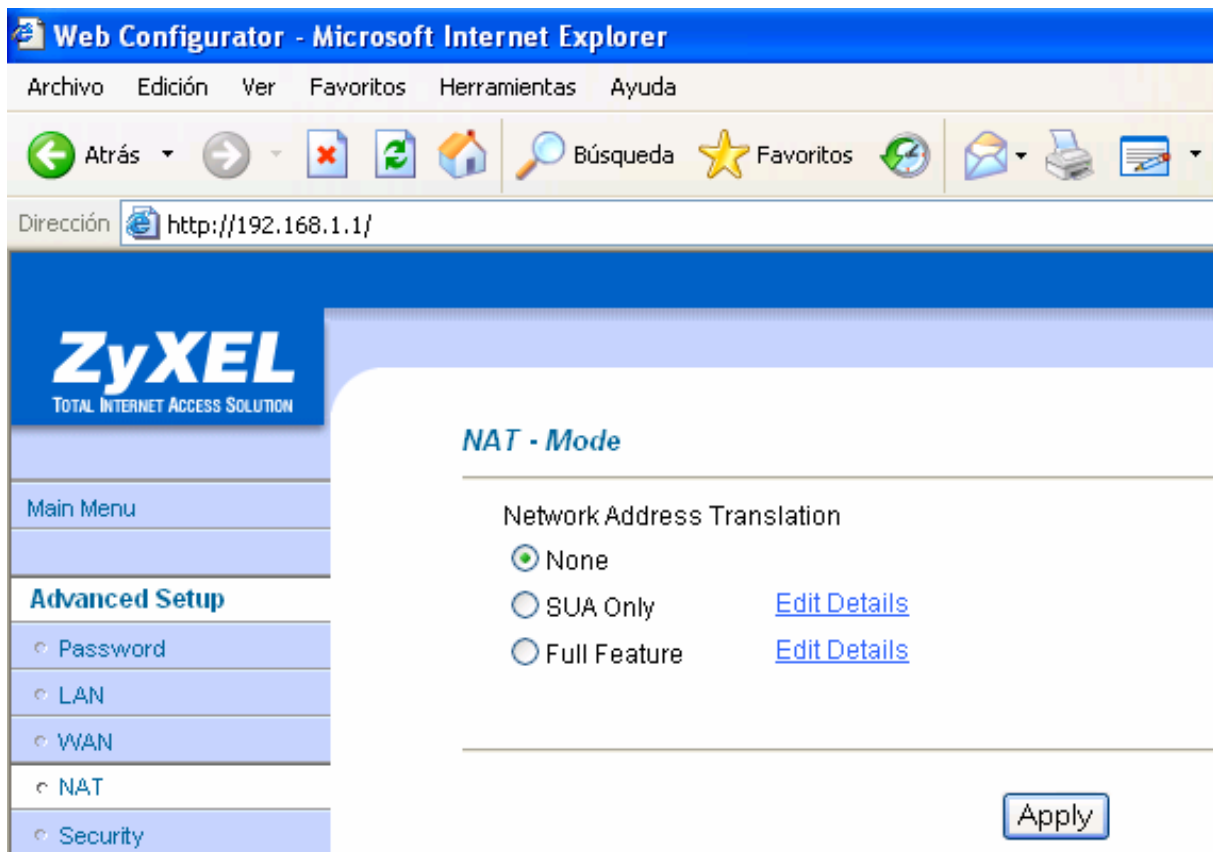 Web Configurator - Microsoft Internet Explorer
Archivo Edición Ver Favoritos Herramientas Ayuda
Atrás Búsqueda Favoritos
Dirección http://192.168.1.1/
ZyXEL
TOTAL INTERNET ACCESS SOLUTION
NAT - Mode
Main Menu
Network Address Translation
None
Advanced Setup
SUA Only Edit Details
Password
Full Feature Edit Details
LAN
WAN
NAT
Apply
Security